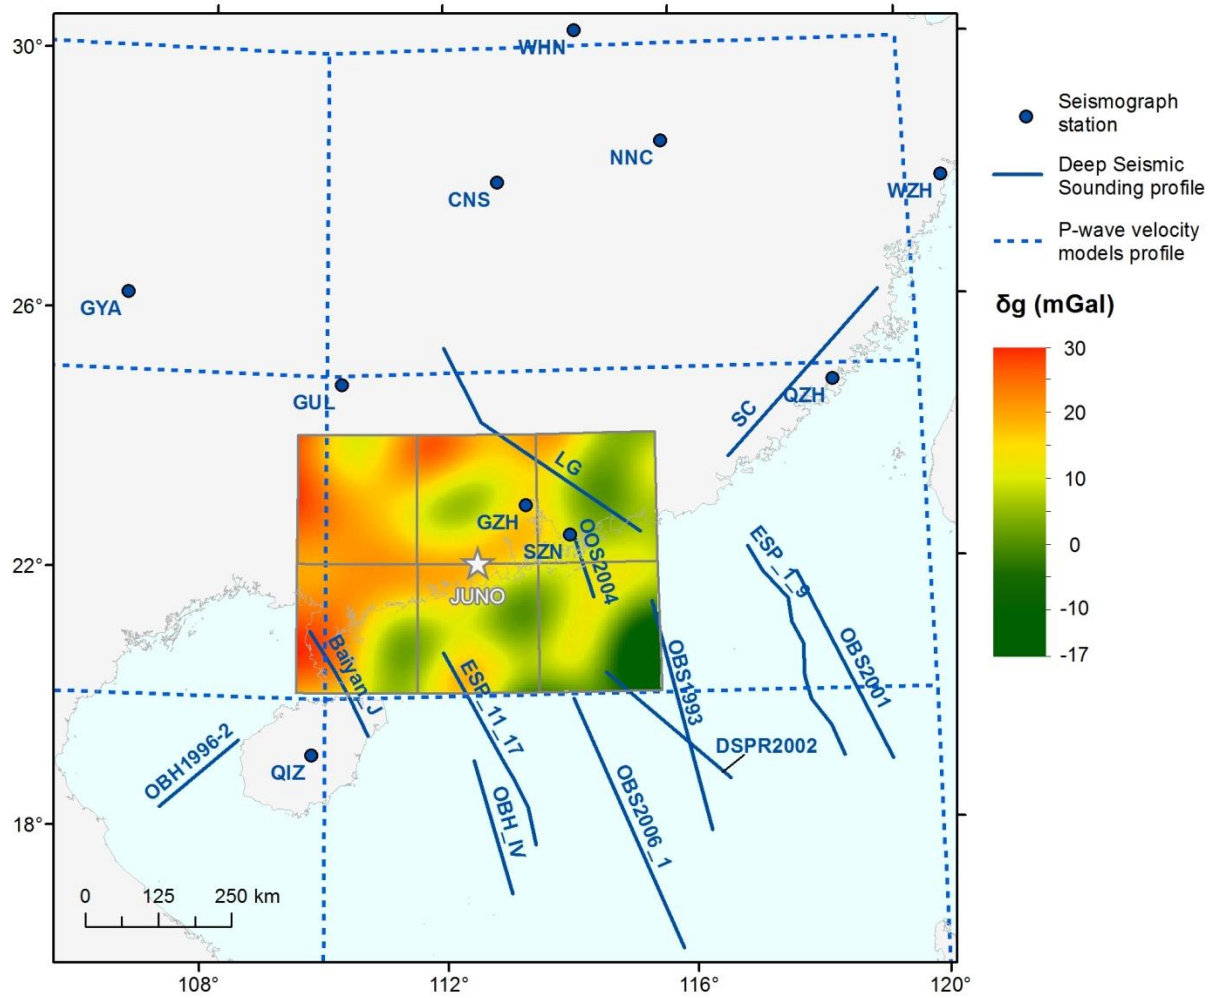 30°
26°
22°
18°
108°
112°
116°
120°
WHN
NNC
CNS
WZH
GYA
GUL
QZH
SC
LG
GZH
SZN
OOS2004
JUNO
ESP_1_9
OBS2001
Baiyan_J
ESP_11_17
OBS1993
DSPR2002
OBH1996-2
QIZ
OBH_IV
OBS2006_1
0 125 250 km
Seismograph
station
Deep Seismic
Sounding profile
P-wave velocity
models profile
δg (mGal)
30
20
10
0
-10
-17